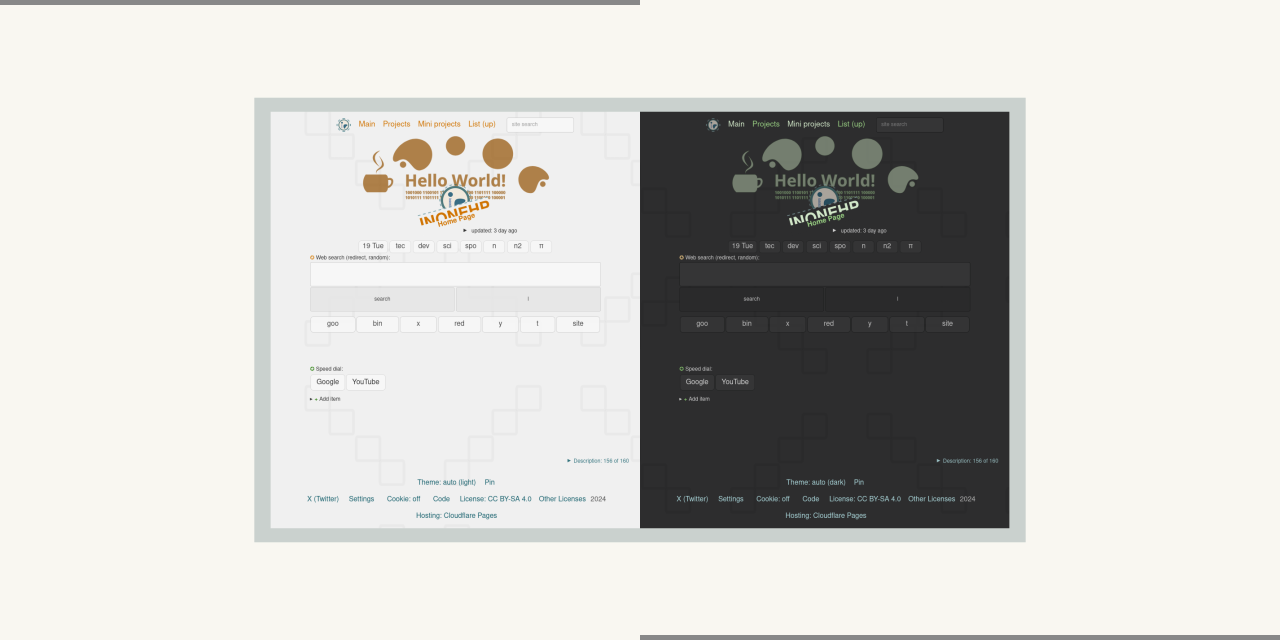 Main Projects Mini projects List (up) site search
Hello World!
INONEHP
Home Page
► updated: 3 day ago
19 Tue tec dev sci spo n n2 π
Web search (redirect, random):
search i
goo bin x red y t site
Speed dial:
Google YouTube
▸ + Add item
► Description: 156 of 160
Theme: auto (light) Pin
X (Twitter) Settings Cookie: off Code License: CC BY-SA 4.0 Other Licenses 2024
Hosting: Cloudflare Pages
Main Projects Mini projects List (up) site search
Hello World!
INONEHP
Home Page
► updated: 3 day ago
19 Tue tec dev sci spo n n2 π
Web search (redirect, random):
search i
goo bin x red y t site
Speed dial:
Google YouTube
▸ + Add item
► Description: 156 of 160
Theme: auto (dark) Pin
X (Twitter) Settings Cookie: off Code License: CC BY-SA 4.0 Other Licenses 2024
Hosting: Cloudflare Pages